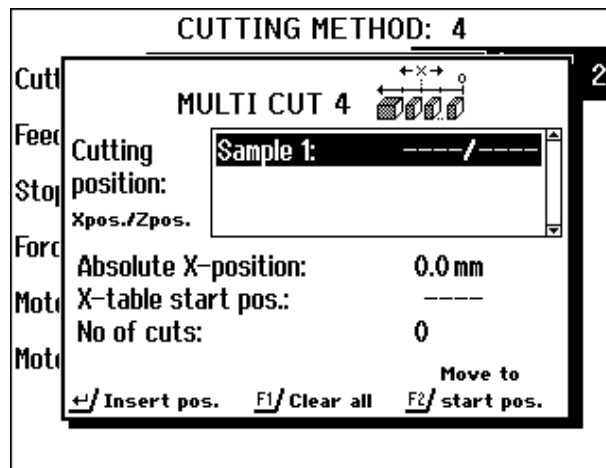 CUTTING METHOD: 4
2
MULTI CUT 4
←x→ 0
Cutting position:
Sample 1: ----/----
Xpos./Zpos.
Absolute X-position: 0.0 mm
X-table start pos.: ----
No of cuts: 0
↵/ Insert pos.
F1/ Clear all
F2/ Move to start pos.
Cutt
Feed
Stop
Forc
Moto
Moto